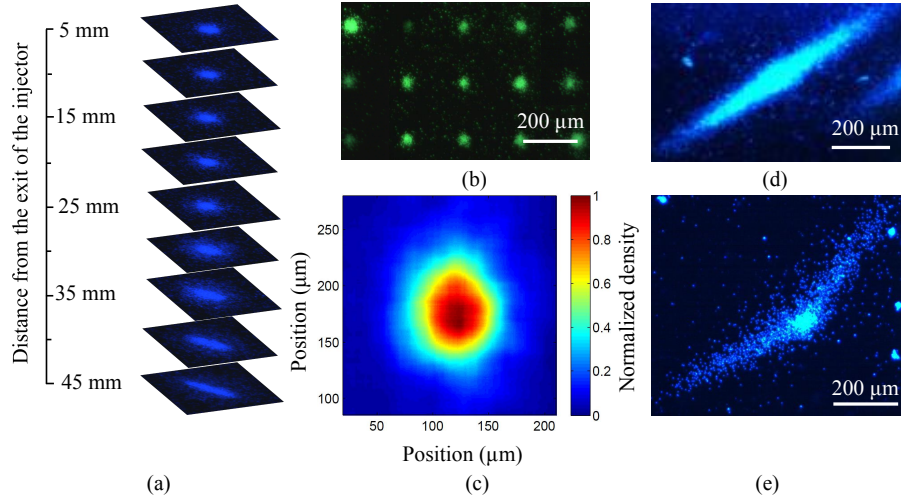 Distance from the exit of the injector
5 mm
15 mm
25 mm
35 mm
45 mm
(a)
200 µm
(b)
Position (µm)
250
200
150
100
50
100
150
200
Position (µm)
1
0.8
0.6
0.4
0.2
0
Normalized density
(c)
200 µm
(d)
200 µm
(e)